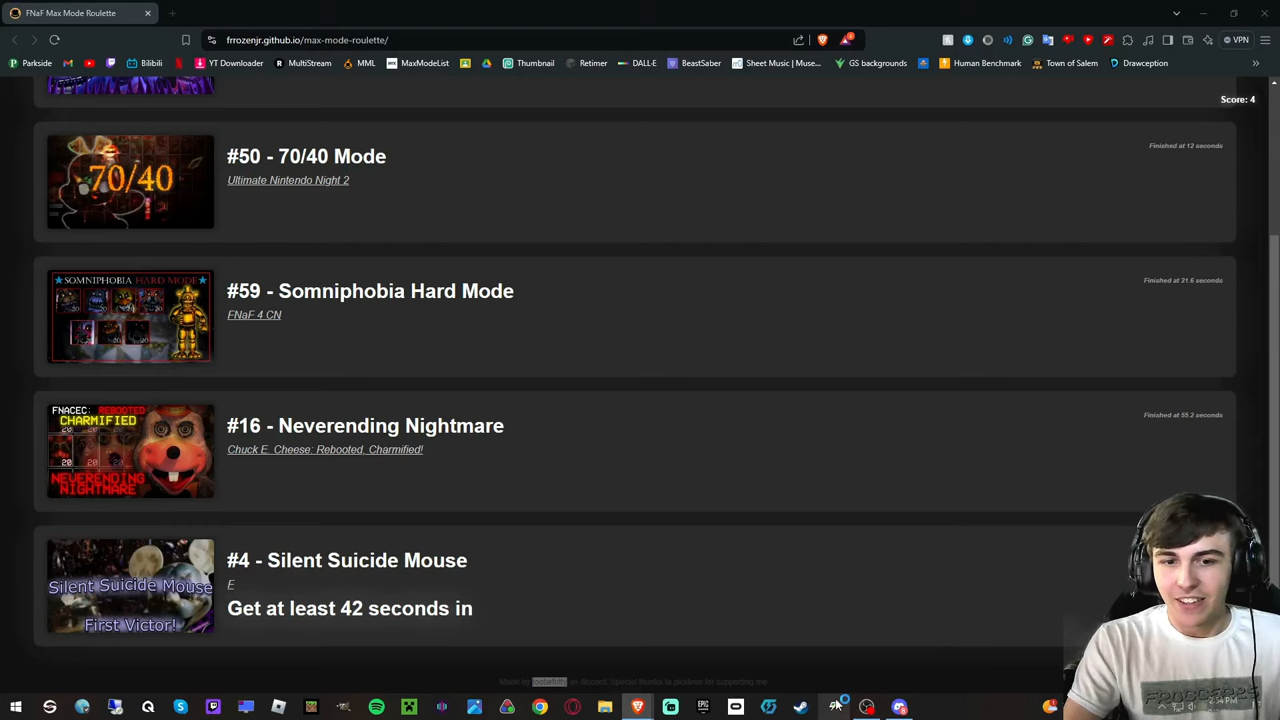 FNaF Max Mode Roulette
frrozenjr.github.io/max-mode-roulette/
VPN
Parkside
Bilibili
YT Downloader
MultiStream
MML
MaxModeList
Thumbnail
Retimer
DALL-E
BeatSaber
Sheet Music | Muse...
GS backgrounds
Human Benchmark
Town of Salem
Drawception
Score: 4
70/40
#50 - 70/40 Mode
Ultimate Nintendo Night 2
Finished at 12 seconds
SOMNIPHOBIA HARD MODE
#59 - Somniphobia Hard Mode
FNaF 4 CN
Finished at 21.6 seconds
FNACEC: REBOOTED
CHARMIFIED
NEVERENDING
NIGHTMARE
#16 - Neverending Nightmare
Chuck E. Cheese: Rebooted, Charmified!
Finished at 55.2 seconds
Silent Suicide Mouse
First Victor!
#4 - Silent Suicide Mouse
E
Get at least 42 seconds in
2:54 PM